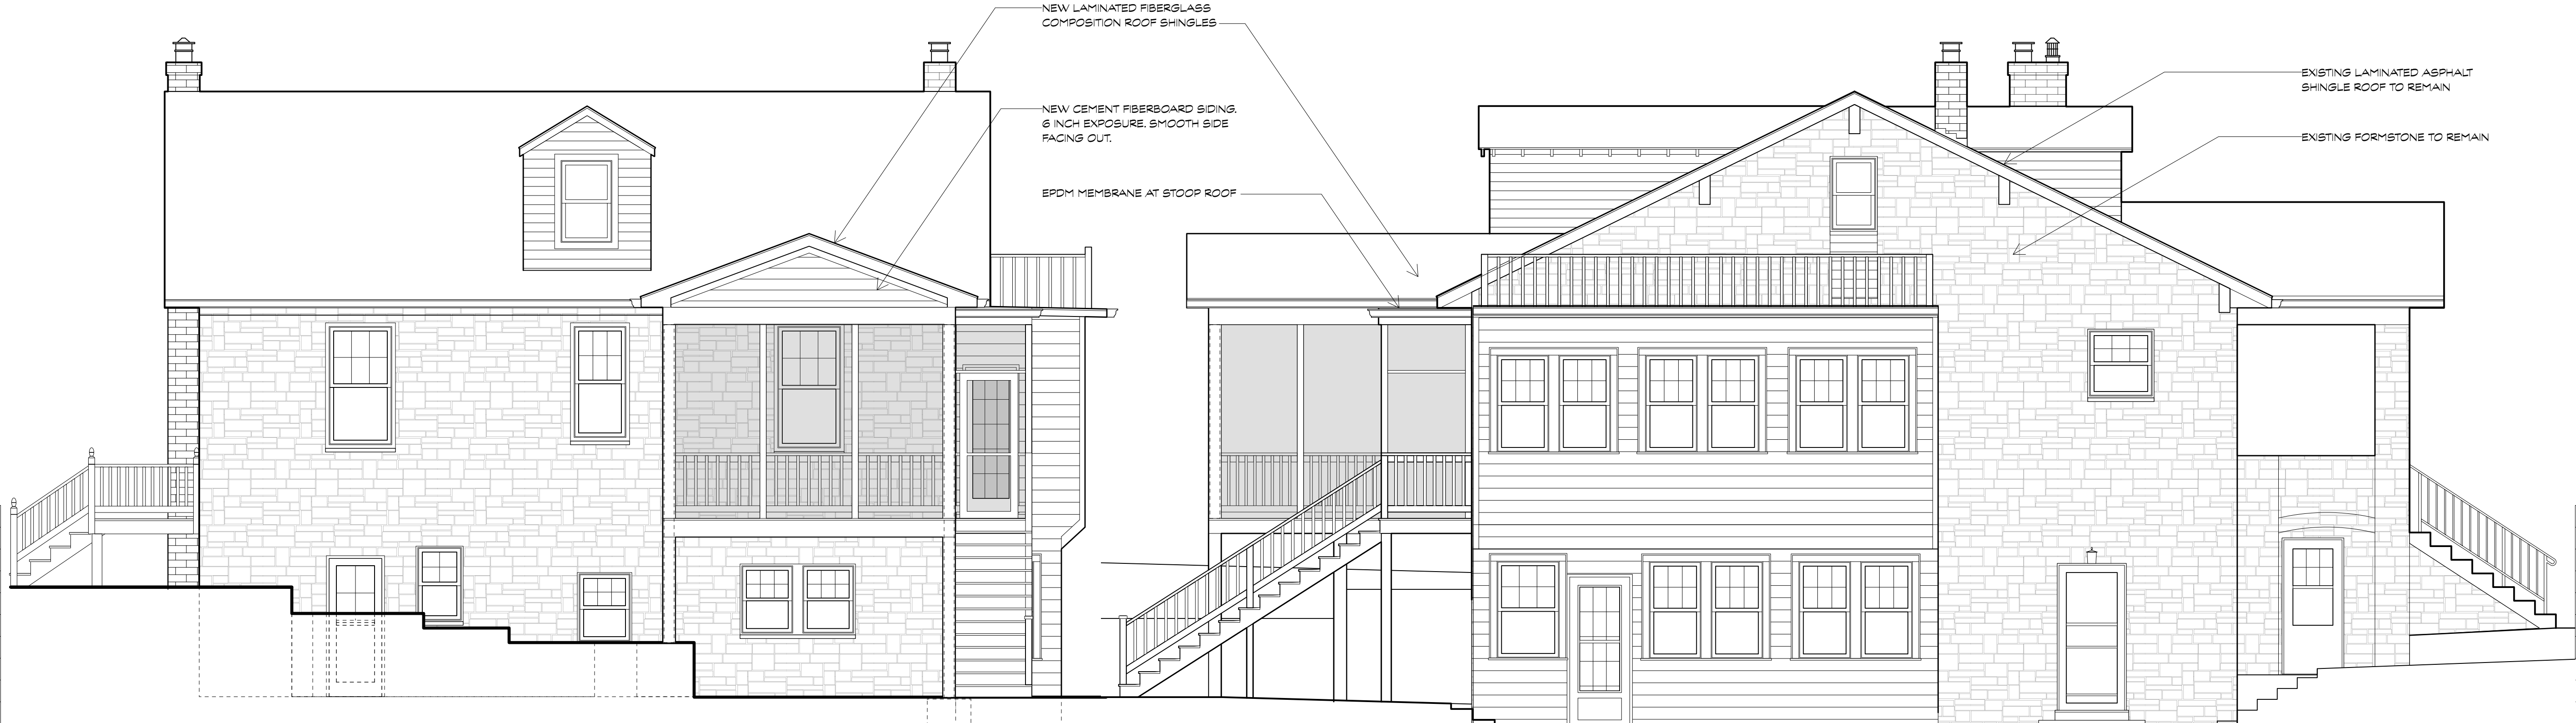 NEW LAMINATED FIBERGLASS
COMPOSITION ROOF SHINGLES
NEW CEMENT FIBERBOARD SIDING.
6 INCH EXPOSURE. SMOOTH SIDE
FACING OUT.
EPDM MEMBRANE AT STOOP ROOF
EXISTING LAMINATED ASPHALT
SHINGLE ROOF TO REMAIN
EXISTING FORMSTONE TO REMAIN